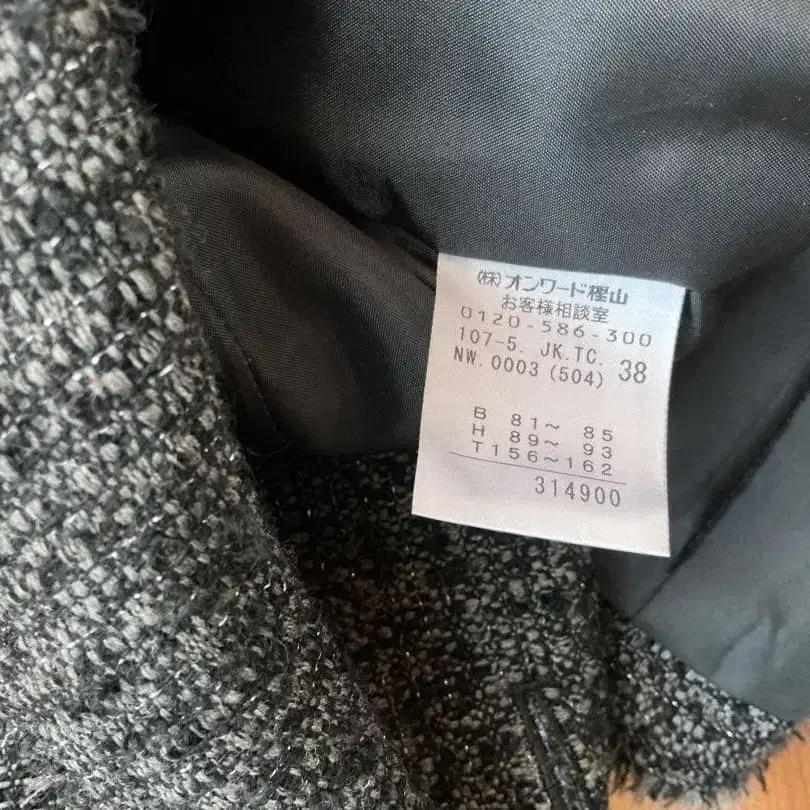 (株)オンワード樫山
お客様相談室
0120-586-300
107-5. JK.TC. 38
NW.0003(504)
B 81～ 85
H 89～ 93
T156～162
314900